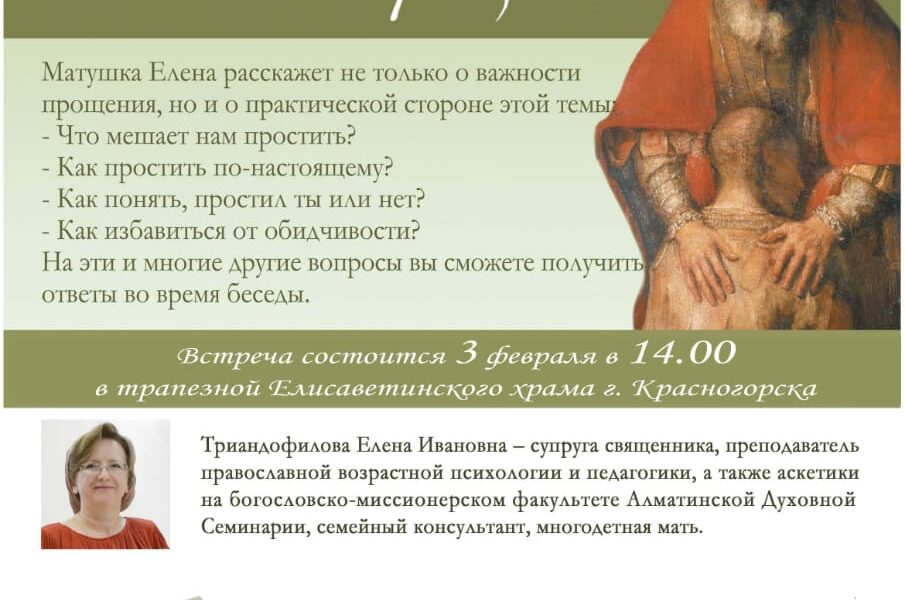 Матушка Елена расскажет не только о важности
прощения, но и о практической стороне этой темы:
- Что мешает нам простить?
- Как простить по-настоящему?
- Как понять, простил ты или нет?
- Как избавиться от обидчивости?
На эти и многие другие вопросы вы сможете получить
ответы во время беседы.
Встреча состоится 3 февраля в 14.00
в трапезной Елисаветинского храма г. Красногорска
Триандофилова Елена Ивановна – супруга священника, преподаватель
православной возрастной психологии и педагогики, а также аскетики
на богословско-миссионерском факультете Алматинской Духовной
Семинарии, семейный консультант, многодетная мать.